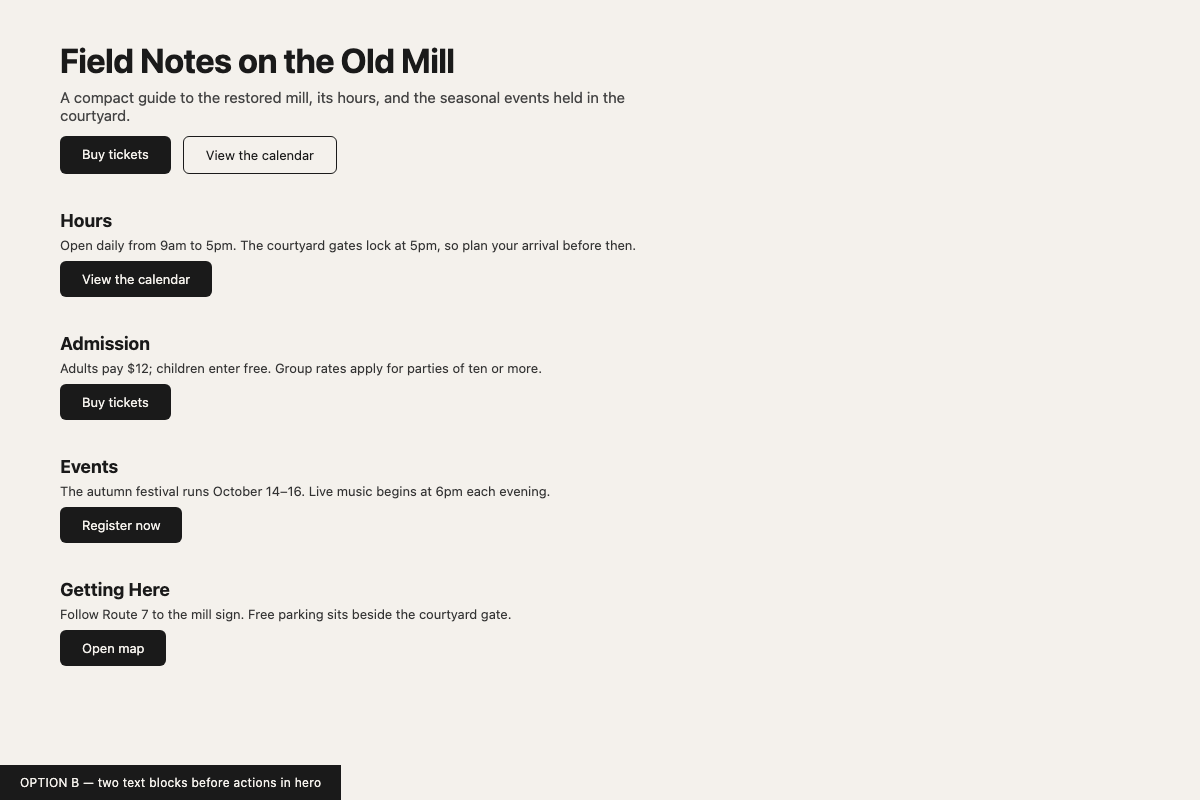 Field Notes on the Old Mill
A compact guide to the restored mill, its hours, and the seasonal events held in the
courtyard.
Buy tickets
View the calendar
Hours
Open daily from 9am to 5pm. The courtyard gates lock at 5pm, so plan your arrival before then.
View the calendar
Admission
Adults pay $12; children enter free. Group rates apply for parties of ten or more.
Buy tickets
Events
The autumn festival runs October 14–16. Live music begins at 6pm each evening.
Register now
Getting Here
Follow Route 7 to the mill sign. Free parking sits beside the courtyard gate.
Open map
OPTION B — two text blocks before actions in hero